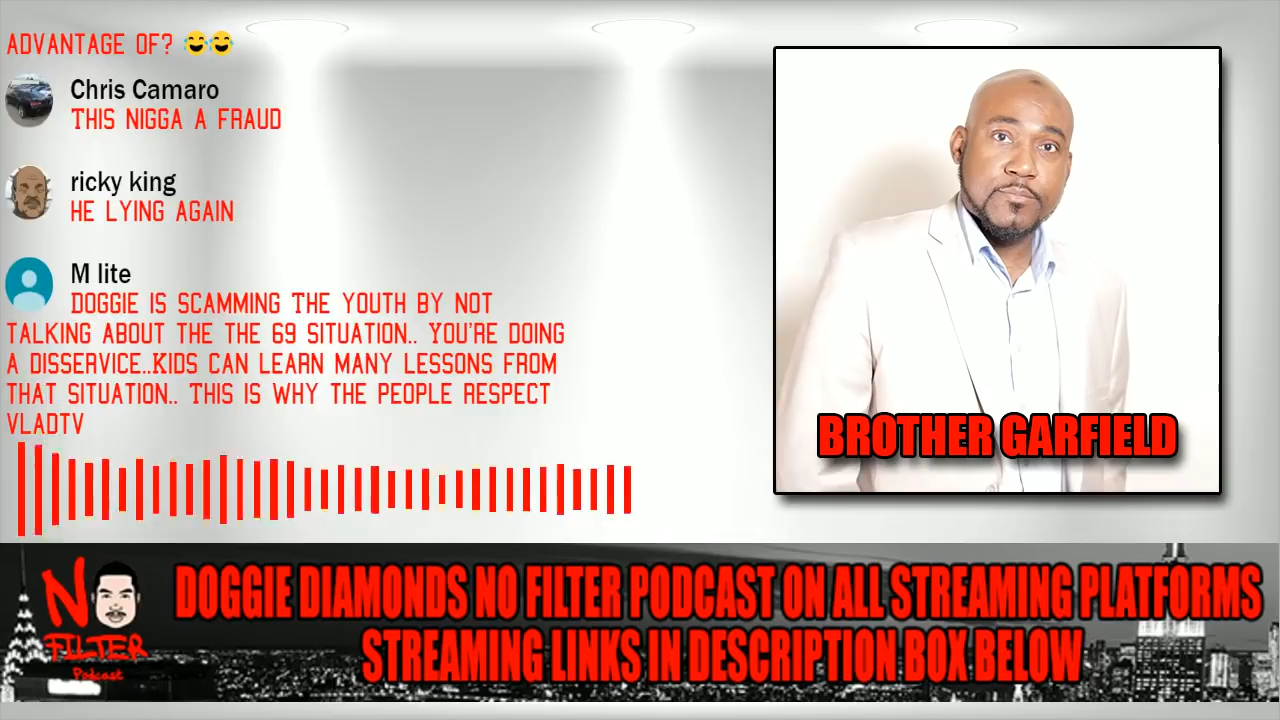 ADVANTAGE OF? 😂😂
Chris Camaro
THIS NIGGA A FRAUD
ricky king
HE LYING AGAIN
M lite
DOGGIE IS SCAMMING THE YOUTH BY NOT
TALKING ABOUT THE THE 69 SITUATION.. YOU'RE DOING
A DISSERVICE..KIDS CAN LEARN MANY LESSONS FROM
THAT SITUATION.. THIS IS WHY THE PEOPLE RESPECT
VLADTV
BROTHER GARFIELD
NO
FILTER
Podcast
DOGGIE DIAMONDS NO FILTER PODCAST ON ALL STREAMING PLATFORMS
STREAMING LINKS IN DESCRIPTION BOX BELOW